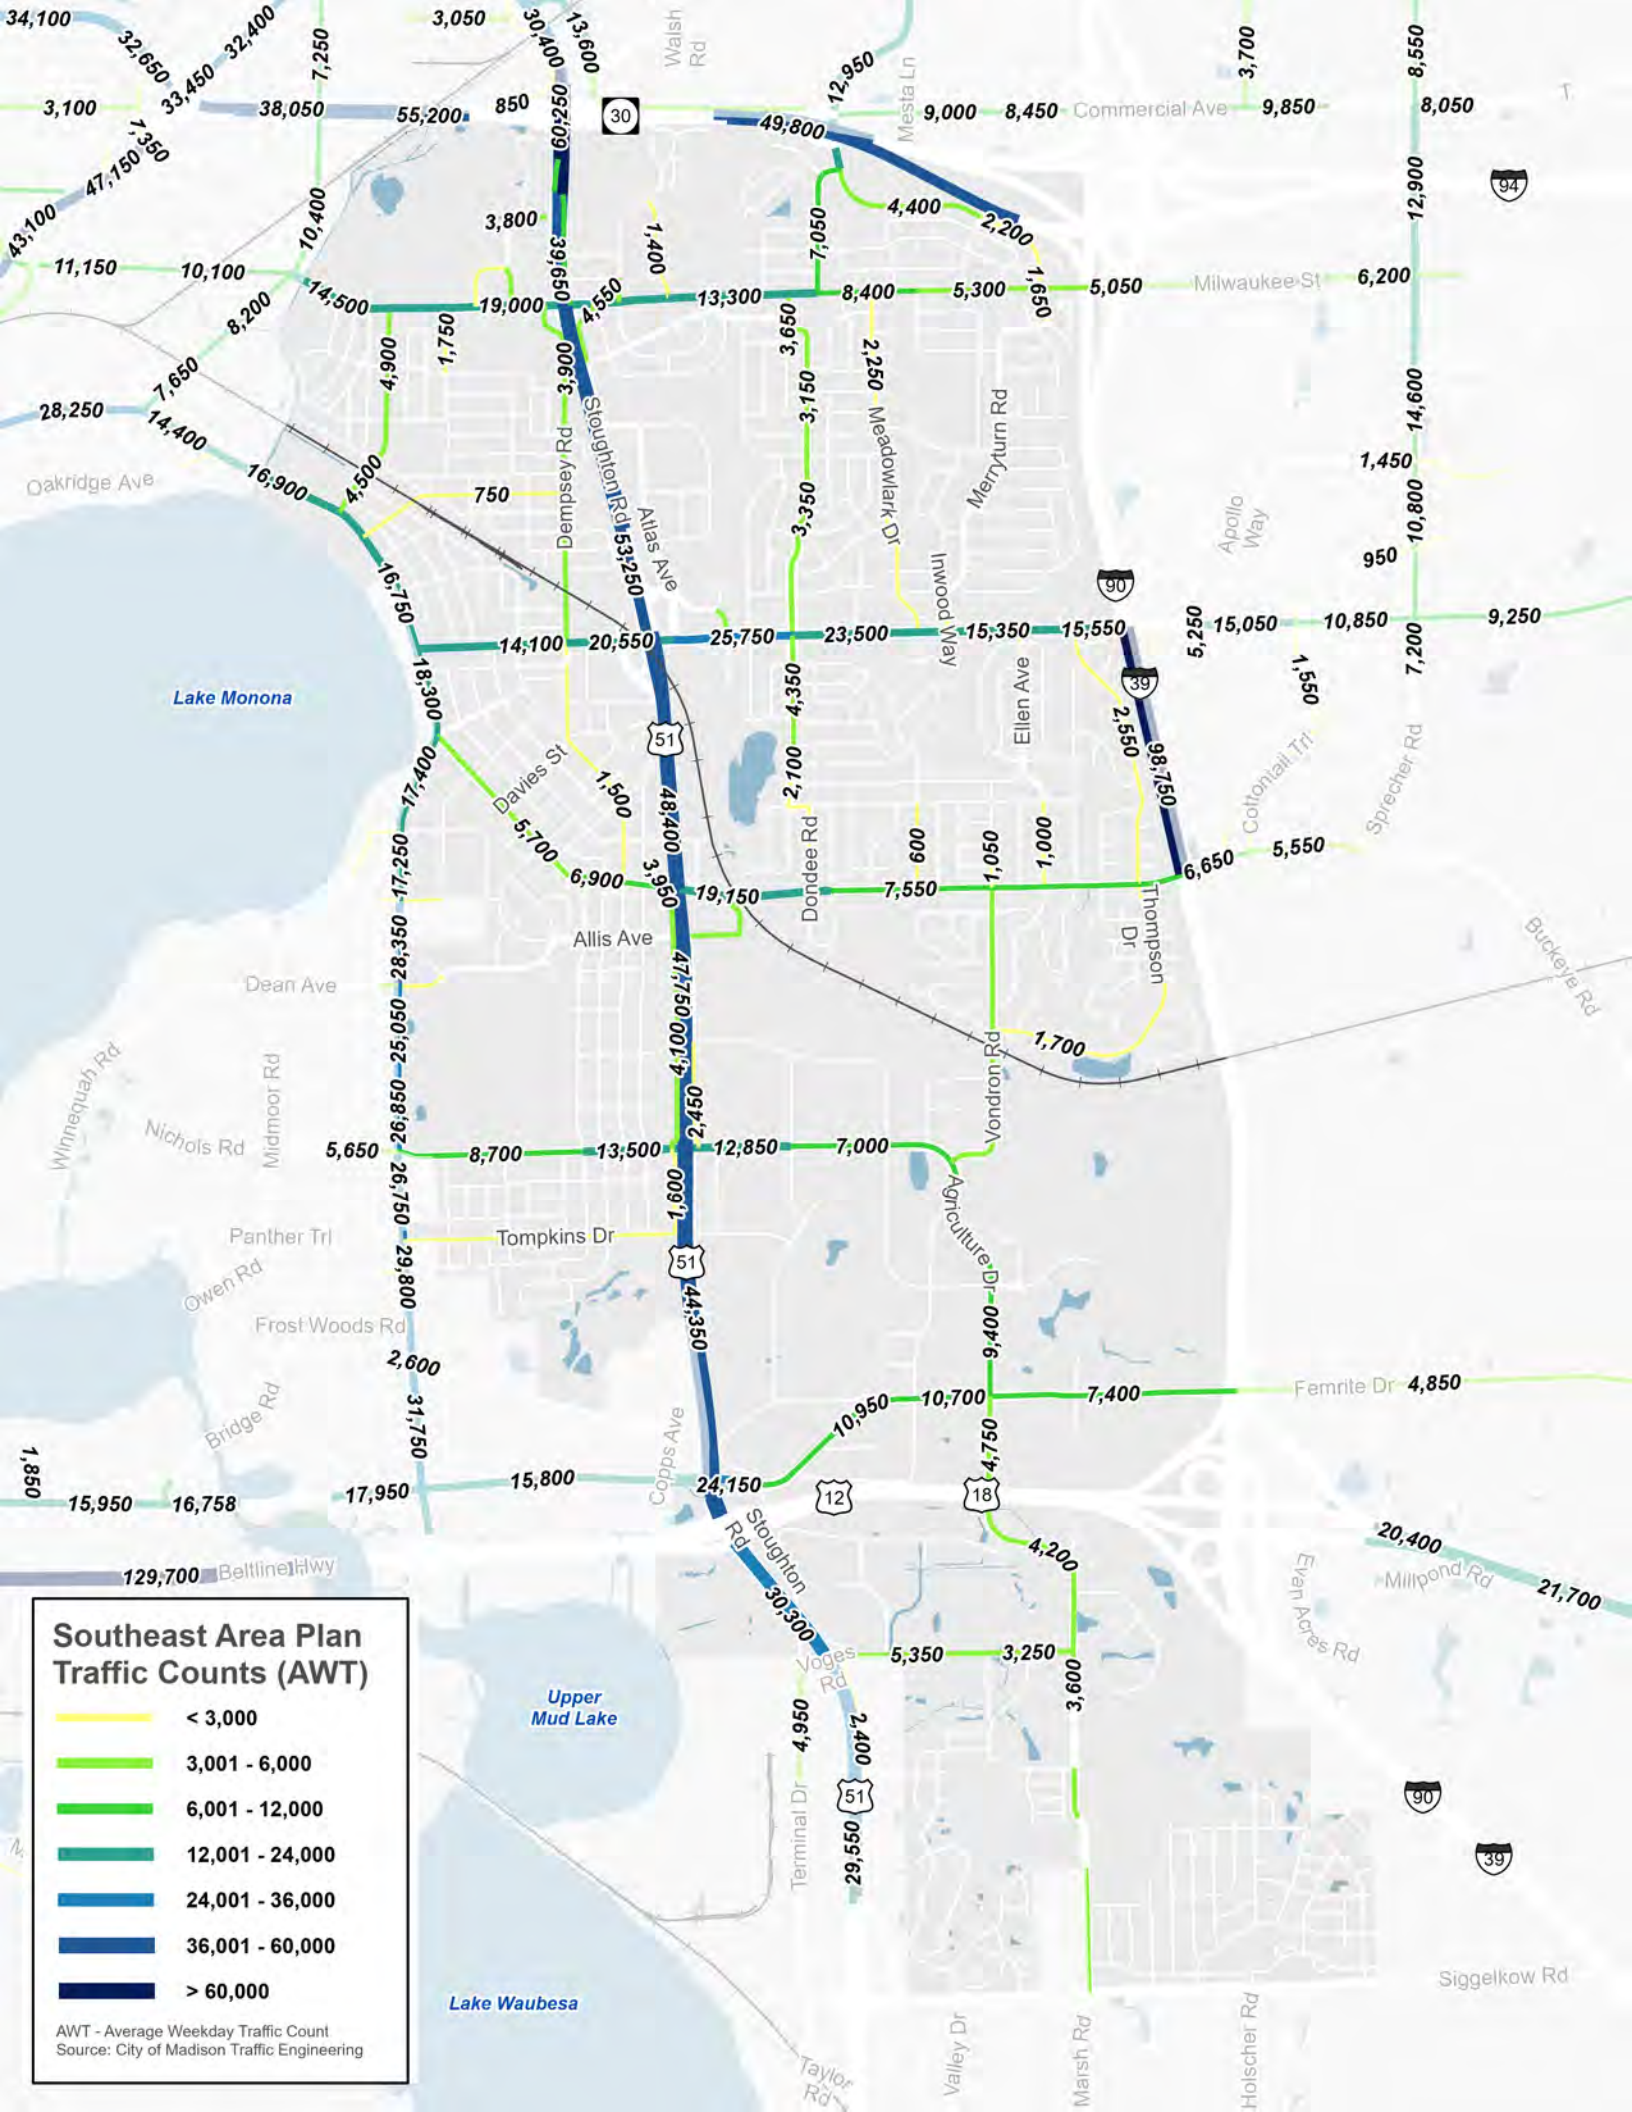 34,100
32,650
33,450
32,400
7,250
3,050
30,400
13,600
Walsh
Rd
12,950
Mesta Ln
3,700
8,550
3,100
1,350
47,150
43,100
38,050
55,200
850
60,250
30
49,800
9,000
8,450
Commercial Ave
9,850
8,050
T
94
12,900
10,400
3,800
39,650
1,400
7,050
4,400
2,200
11,150
10,100
14,500
19,000
4,550
13,300
8,400
5,300
1,650
5,050
Milwaukee St
6,200
8,200
7,650
4,900
1,750
3,900
3,650
3,150
2,250
28,250
14,400
16,900
Oakridge Ave
4,500
750
Dempsey Rd
Stoughton Rd
53,250
Atlas Ave
3,350
Meadowlark Dr
Merryturn Rd
14,600
1,450
10,800
950
Apollo
Way
90
16,750
14,100
20,550
25,750
23,500
Inwood Way
15,350
15,550
5,250
15,050
10,850
9,250
7,200
1,550
39
Lake Monona
18,300
17,400
4,350
2,100
Ellen Ave
2,550
98,750
51
Davies St
1,500
5,700
48,400
Cottontail Trl
Sprecher Rd
17,250
6,900
3,950
19,150
Dondee Rd
600
7,550
1,050
1,000
6,650
5,550
Thompson
Dr
Allis Ave
28,350
Dean Ave
47,750
Buckeye Rd
25,050
4,100
1,700
Vondron Rd
Winnequah Rd
Nichols Rd
Midmoor Rd
26,850
2,450
5,650
8,700
13,500
12,850
7,000
26,750
1,600
Agriculture Dr
Panther Trl
Tompkins Dr
51
Owen Rd
29,800
44,350
Frost Woods Rd
9,400
2,600
Bridge Rd
31,750
10,950
10,700
7,400
Femrite Dr
4,850
4,750
Copps Ave
1,850
15,950
16,758
17,950
15,800
24,150
12
18
Stoughton
Rd
4,200
20,400
Millpond Rd
21,700
Evan Acres Rd
129,700
Beltline Hwy
30,300
Voges
Rd
5,350
3,250
3,600
Upper
Mud Lake
4,950
2,400
51
Terminal Dr
29,550
90
39
Siggelkow Rd
Lake Waubesa
Taylor
Rd
Valley Dr
Marsh Rd
Holscher Rd
Southeast Area Plan
Traffic Counts (AWT)
< 3,000
3,001 - 6,000
6,001 - 12,000
12,001 - 24,000
24,001 - 36,000
36,001 - 60,000
> 60,000
AWT - Average Weekday Traffic Count
Source: City of Madison Traffic Engineering